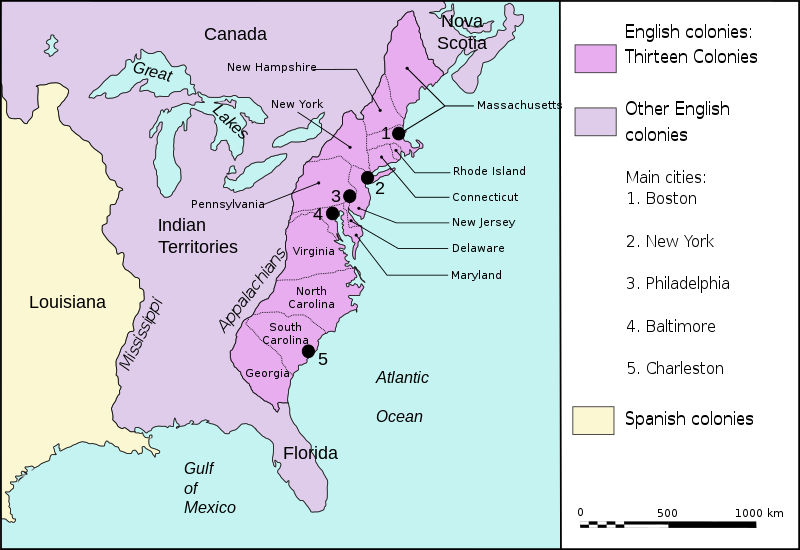 Canada
Nova
Scotia
Great
Lakes
New Hampshire
New York
Massachusetts
1
Rhode Island
2
Connecticut
3
Pennsylvania
4
New Jersey
Indian
Territories
Delaware
Virginia
Maryland
Appalachians
Louisiana
Mississippi
North
Carolina
South
Carolina
5
Georgia
Atlantic
Ocean
Florida
Gulf
of
Mexico
English colonies:
Thirteen Colonies
Other English
colonies
Main cities:
1. Boston
2. New York
3. Philadelphia
4. Baltimore
5. Charleston
Spanish colonies
0 500 1000 km